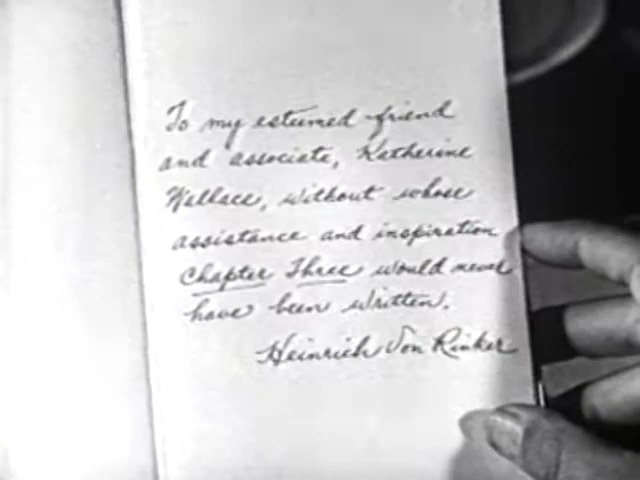 To my esteemed friend
and associate, Katherine
Wallace, without whose
assistance and inspiration
Chapter Three would never
have been written.
Heinrich Von Rinker